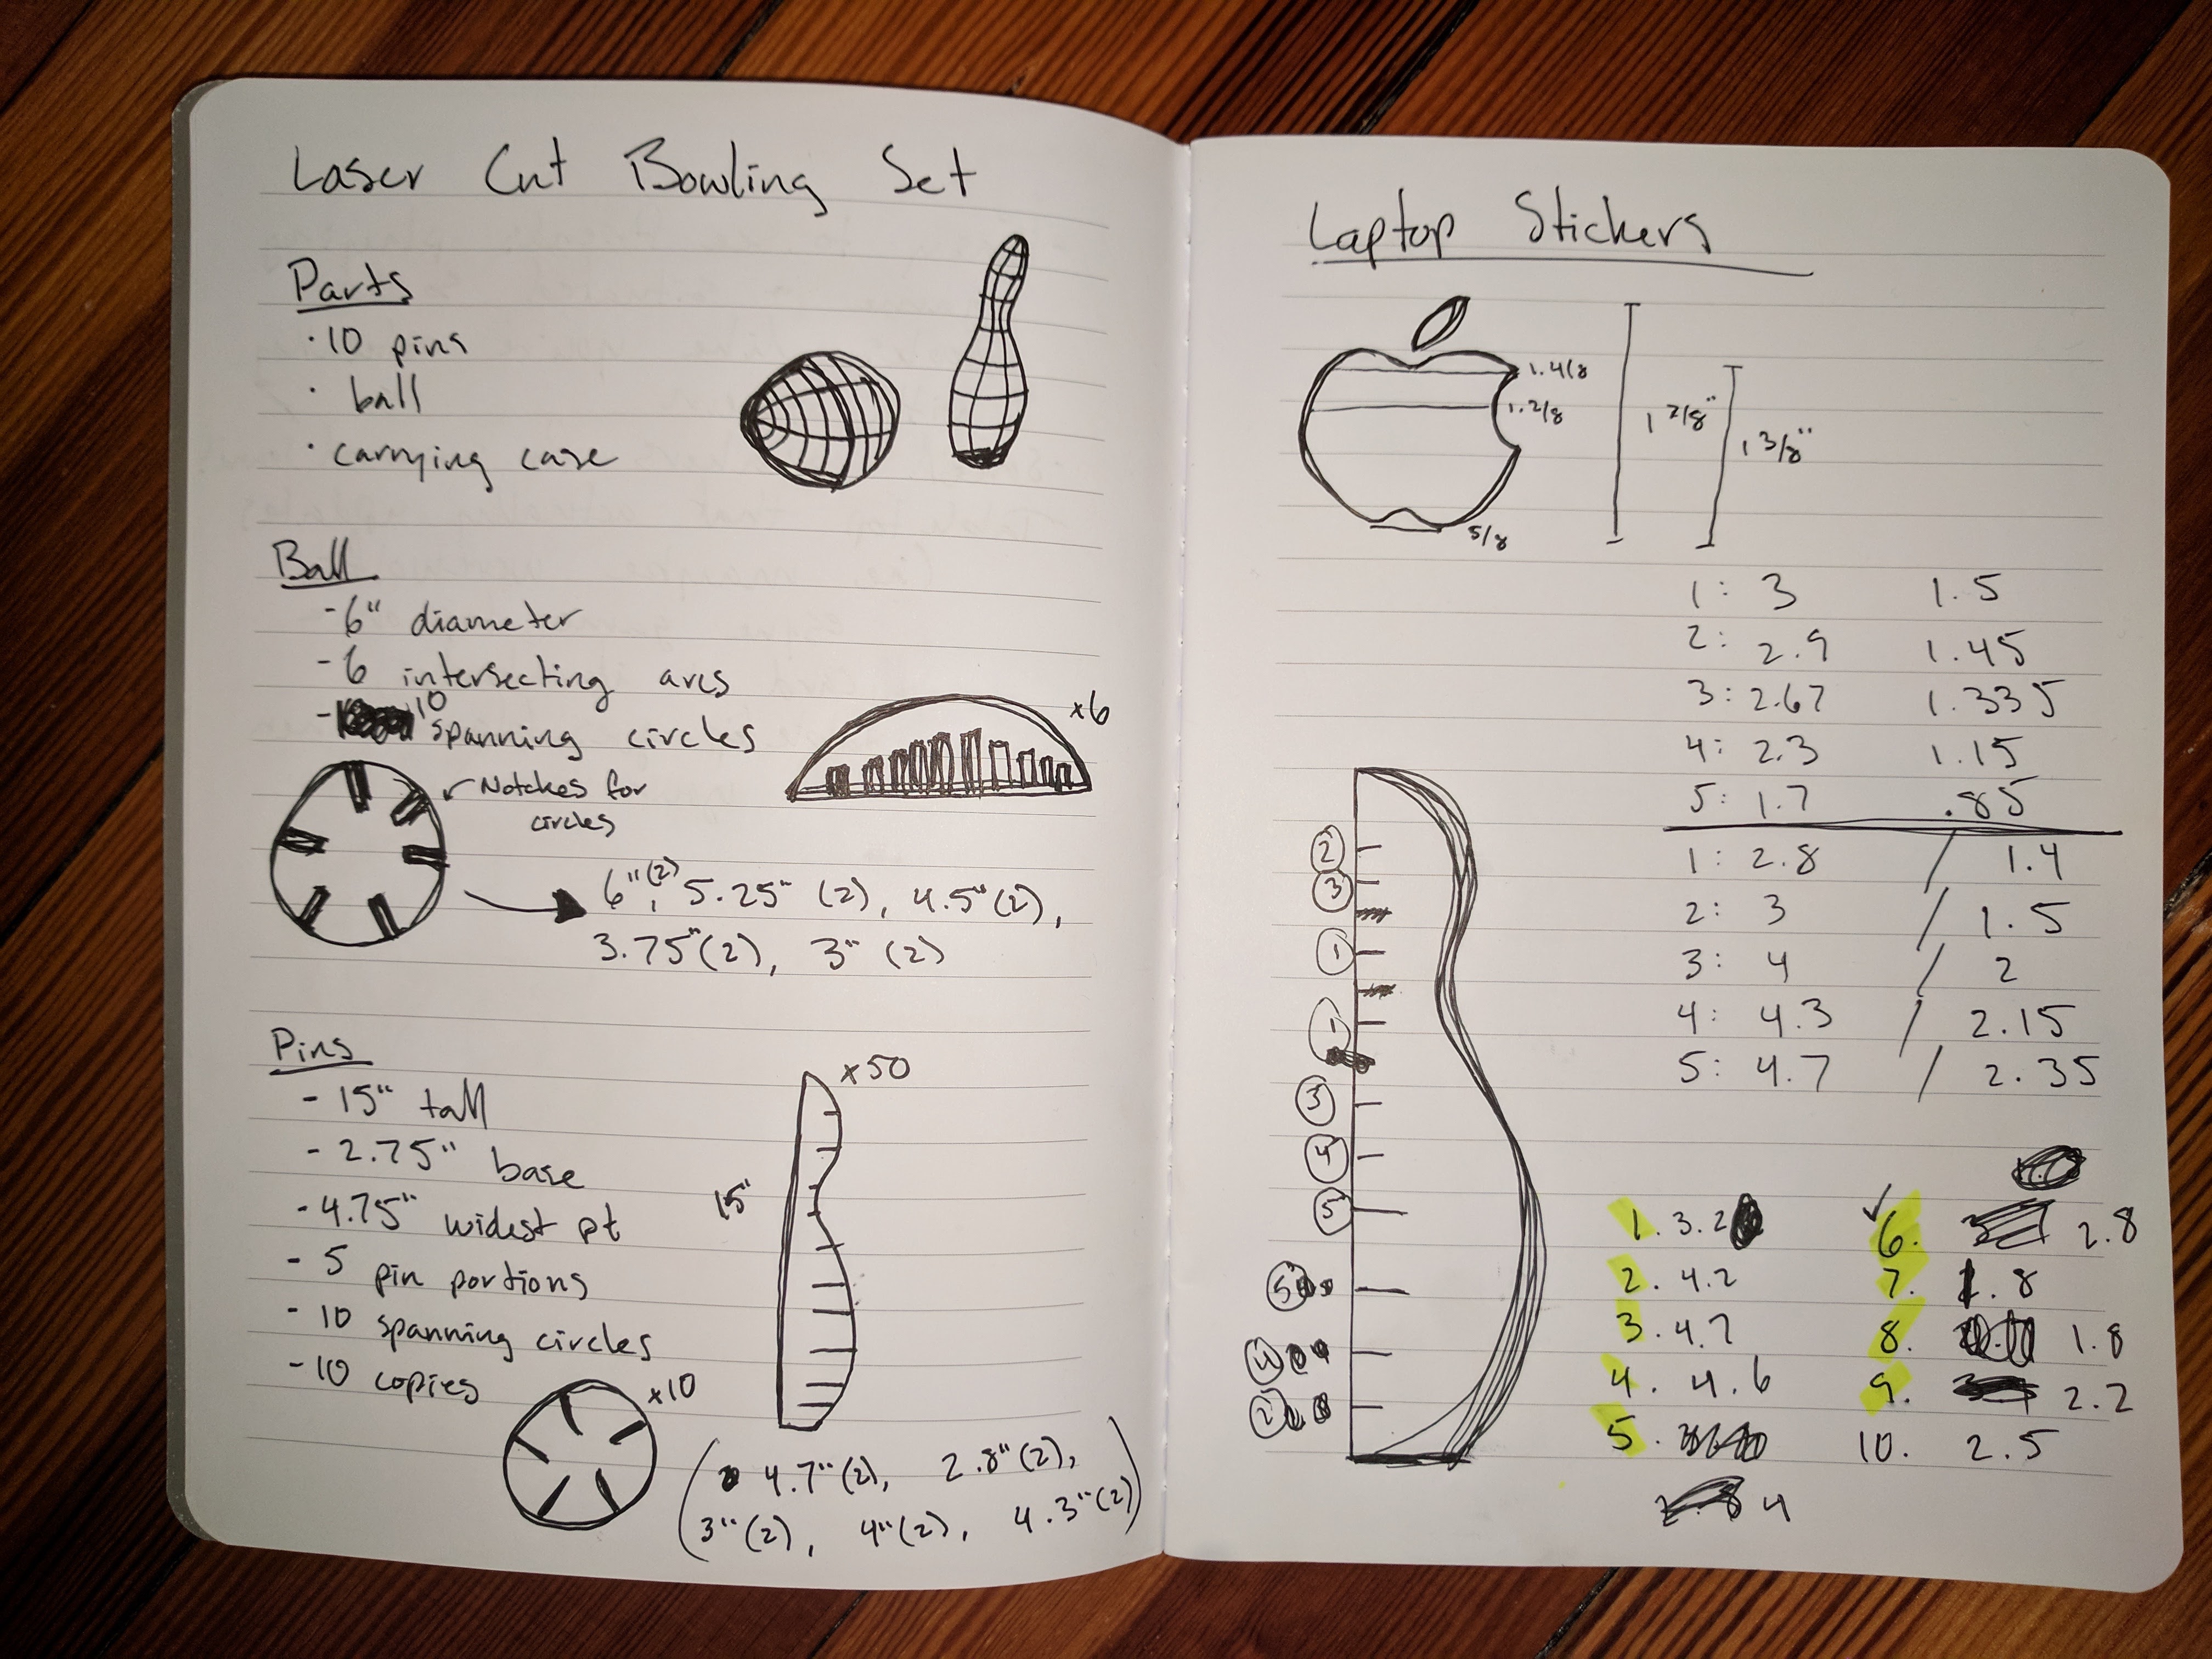 Laser Cut Bowling Set
Parts
· 10 pins
· ball
· carrying case
Ball
- 6" diameter
- 6 intersecting arcs
- 10 spanning circles
x6
Notches for
circles
6" (2), 5.25" (2), 4.5" (2),
3.75" (2), 3" (2)
Pins
- 15" tall
- 2.75" base
- 4.75" widest pt
- 5 pin portions
- 10 spanning circles
- 10 copies
x50
15"
x10
( 4.7" (2), 2.8" (2),
3" (2), 4" (2), 4.3" (2) )
Laptop Stickers
1.4/8
1.2/8
5/8
1 7/8"
1 3/8"
1: 3 1.5
2: 2.9 1.45
3: 2.67 1.335
4: 2.3 1.15
5: 1.7 .85
1: 2.8 / 1.4
2: 3 / 1.5
3: 4 / 2
4: 4.3 / 2.15
5: 4.7 / 2.35
2
3
1
1
3
4
5
5
4
2
1. 3.2 6. 2.8
2. 4.2 7. 1.8
3. 4.7 8. 1.8
4. 4.6 9. 2.2
5. 10. 2.5
4